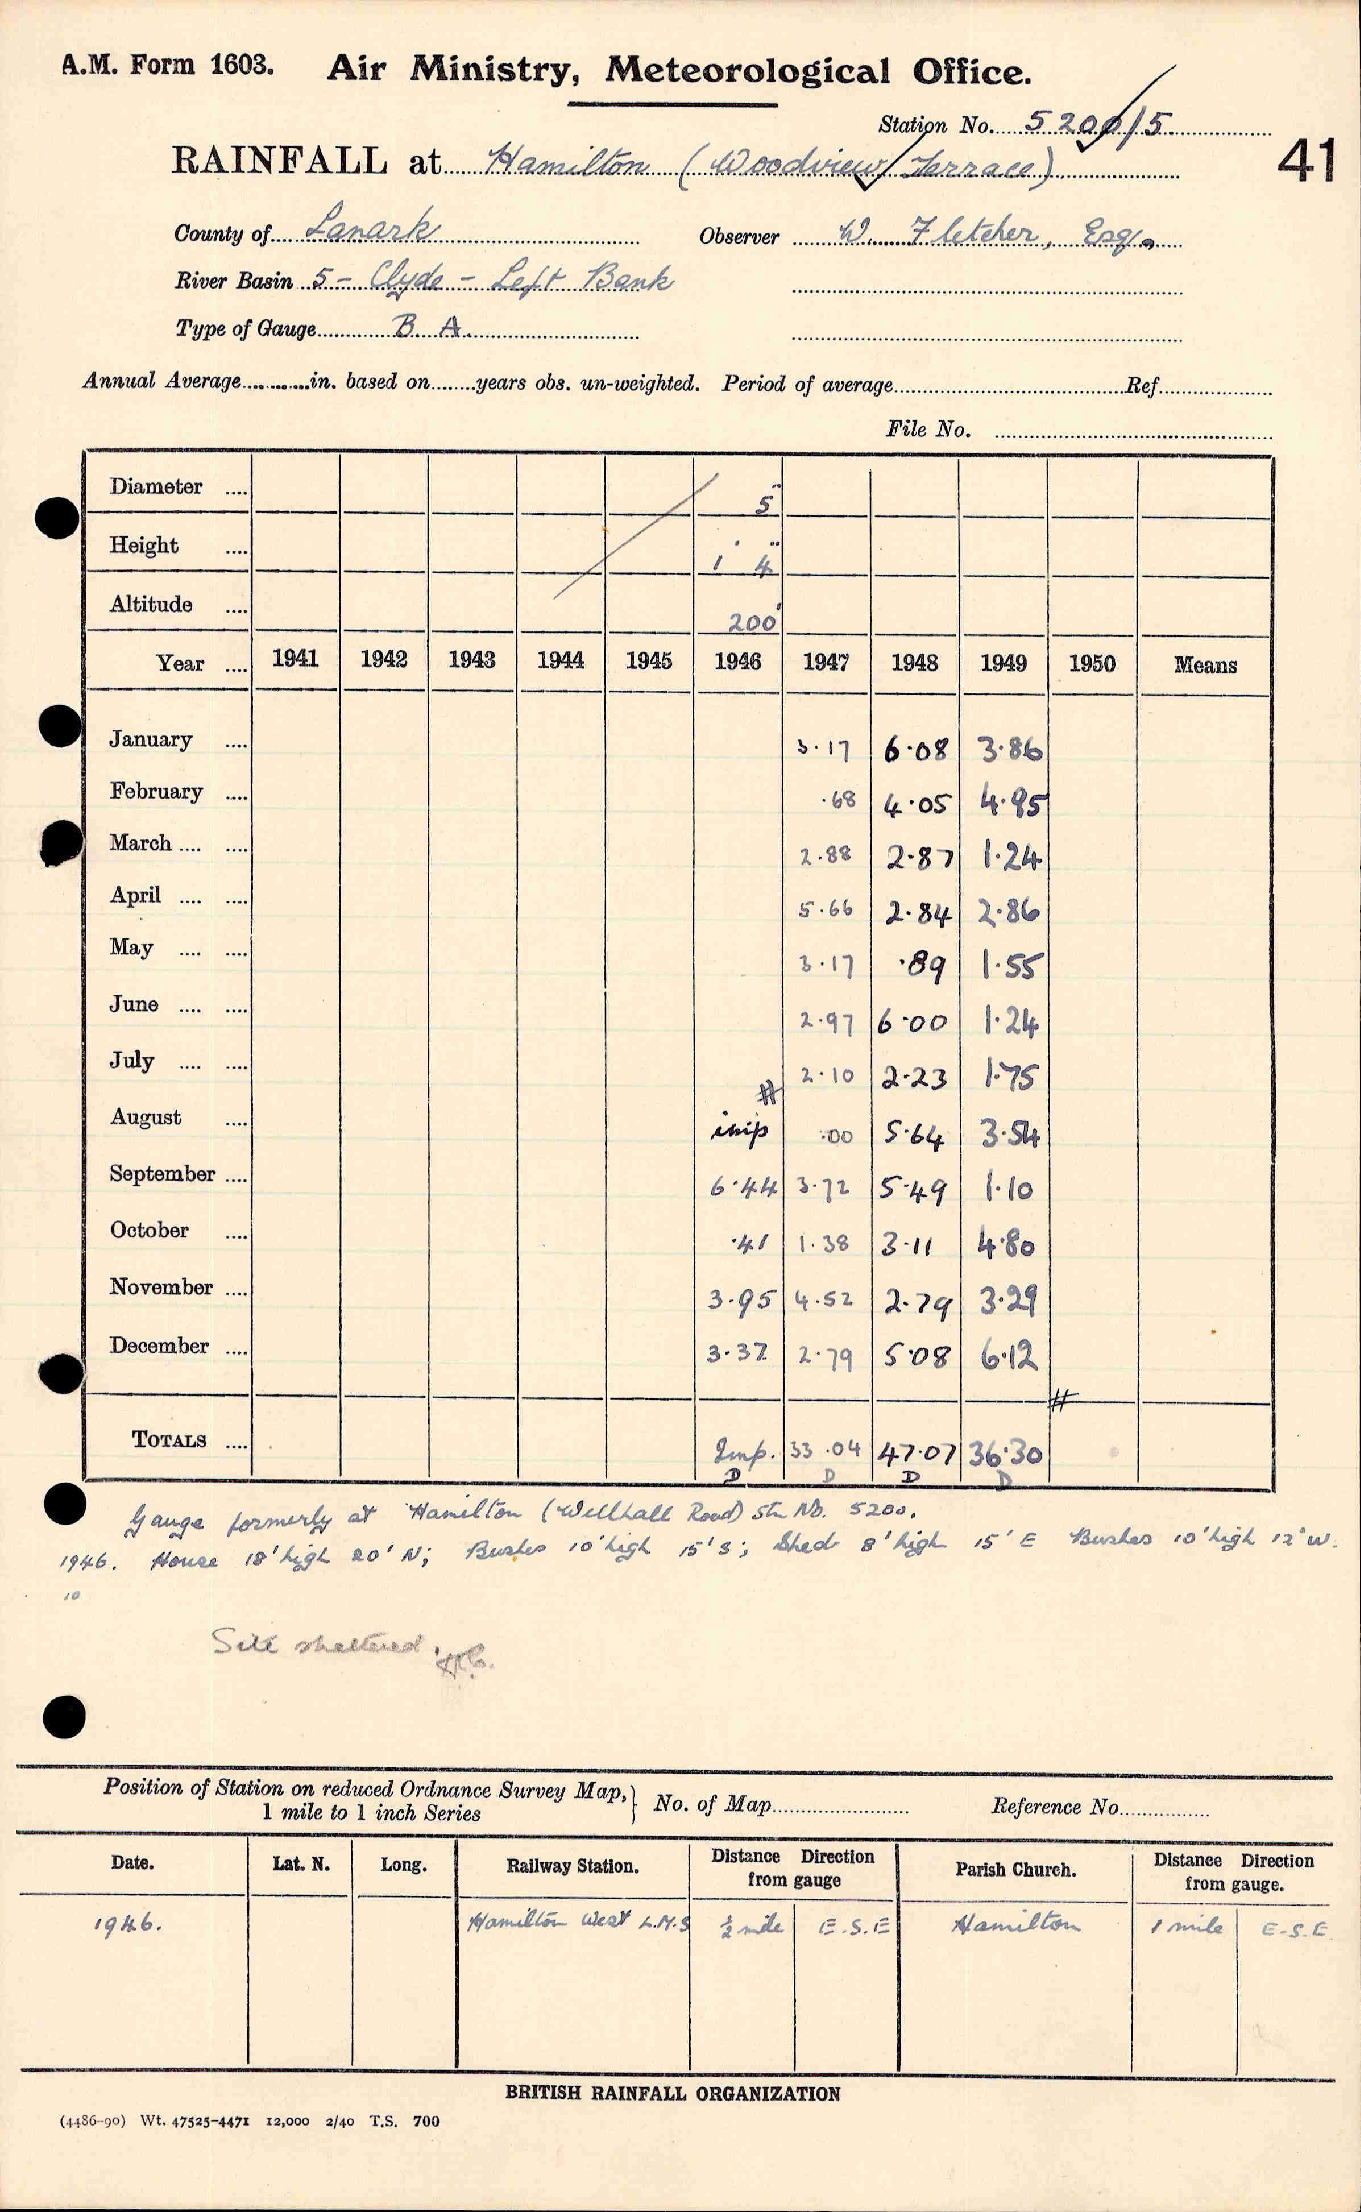 A.M. Form 1603. Air Ministry, Meteorological Office.
Station No. 5200/5
RAINFALL at Hamilton (Woodview Terrace)
41
County of Lanark Observer W. Fletcher, Esq.
River Basin 5 - Clyde - Left Bank
Type of Gauge B A.
Annual Average in. based on years obs. un-weighted. Period of average Ref
File No.
Diameter 5"
Height 1' 4"
Altitude 200'
Year 1941 1942 1943 1944 1945 1946 1947 1948 1949 1950 Means
January 3.17 6.08 3.86
February .68 4.05 4.95
March 2.88 2.87 1.24
April 5.66 2.84 2.86
May 3.17 .89 1.55
June 2.97 6.00 1.24
July 2.10 2.23 1.75
August imp .00 5.64 3.54
September 6.44 3.72 5.49 1.10
October .41 1.38 3.11 4.80
November 3.95 4.52 2.79 3.29
December 3.37 2.79 5.08 6.12
TOTALS Imp. 33.04 47.07 36.30
D D D D
Gauge formerly at Hamilton (Wellhall Road) Stn No. 5200.
1946. House 18' high 20' N; Bushes 10' high 15' S; Shed 8' high 15' E Bushes 10' high 12' W.
10
Site sheltered.
Position of Station on reduced Ordnance Survey Map, 1 mile to 1 inch Series } No. of Map Reference No.
Date. Lat. N. Long. Railway Station. Distance Direction from gauge Parish Church. Distance Direction from gauge.
1946. Hamilton West L.M.S ½ mile E.S.E Hamilton 1 mile E.S.E
BRITISH RAINFALL ORGANIZATION
(4486-90) Wt. 47525-4471 12,000 2/40 T.S. 700